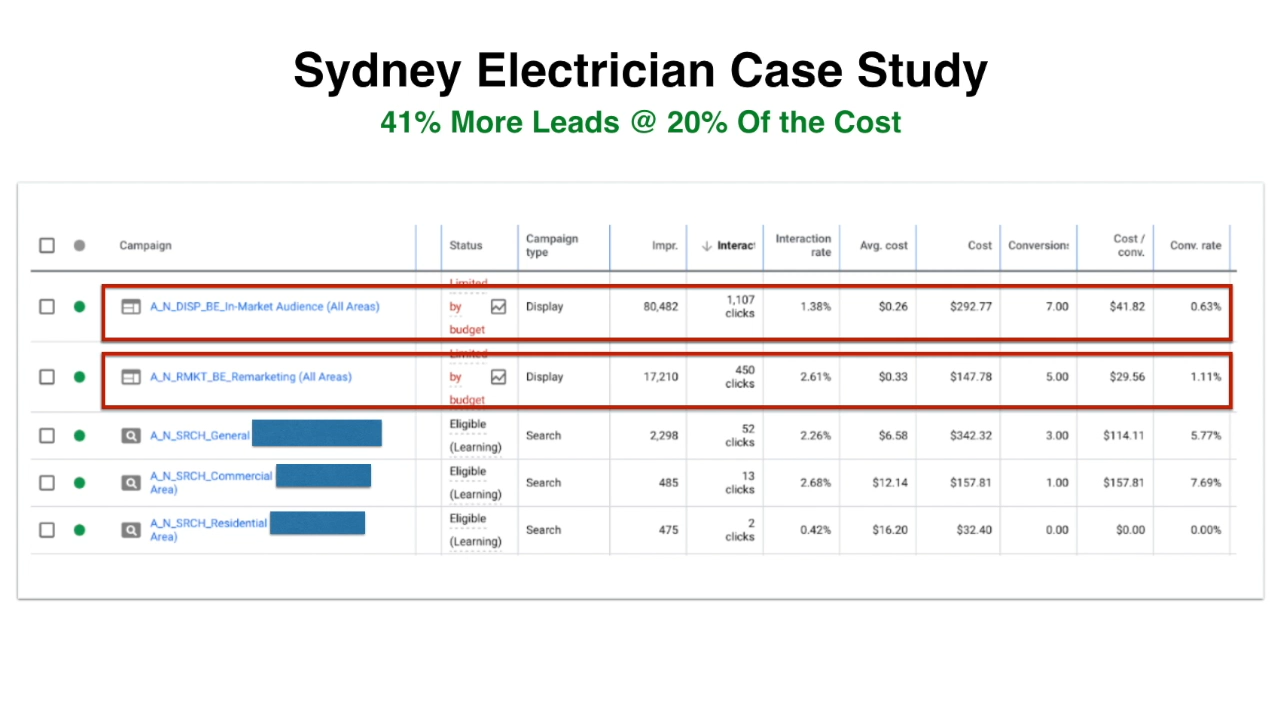 Sydney Electrician Case Study
41% More Leads @ 20% Of the Cost
Campaign Status Campaign type Impr. Interac Interaction rate Avg. cost Cost Conversions Cost / conv. Conv. rate
A_N_DISP_BE_In-Market Audience (All Areas) Limited by budget Display 80,482 1,107 clicks 1.38% $0.26 $292.77 7.00 $41.82 0.63%
A_N_RMKT_BE_Remarketing (All Areas) Limited by budget Display 17,210 450 clicks 2.61% $0.33 $147.78 5.00 $29.56 1.11%
A_N_SRCH_General Eligible (Learning) Search 2,298 52 clicks 2.26% $6.58 $342.32 3.00 $114.11 5.77%
A_N_SRCH_Commercial Area) Eligible (Learning) Search 485 13 clicks 2.68% $12.14 $157.81 1.00 $157.81 7.69%
A_N_SRCH_Residential Area) Eligible (Learning) Search 475 2 clicks 0.42% $16.20 $32.40 0.00 $0.00 0.00%